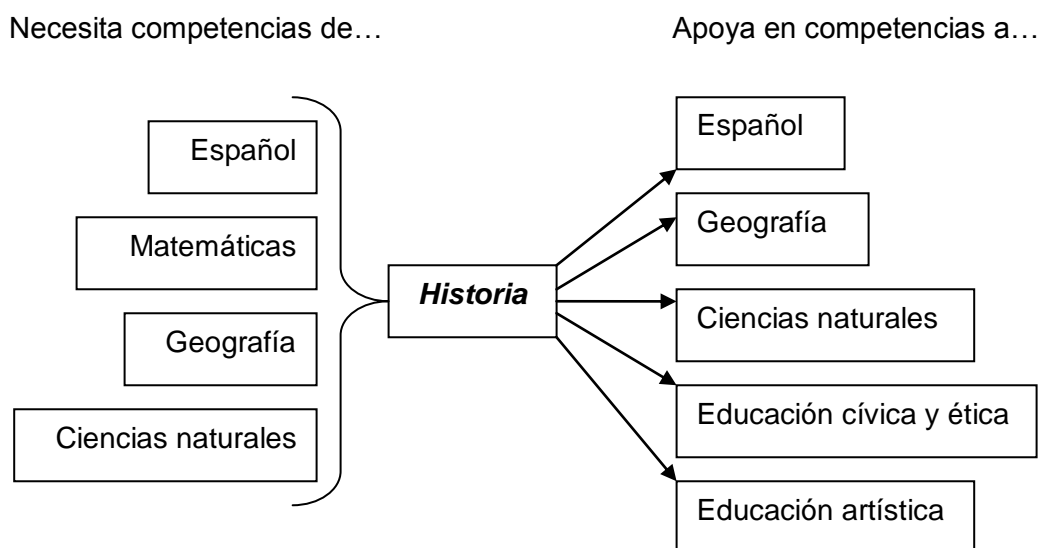 Necesita competencias de…
Apoya en competencias a…
Español
Matemáticas
Geografía
Ciencias naturales
Historia
Español
Geografía
Ciencias naturales
Educación cívica y ética
Educación artística